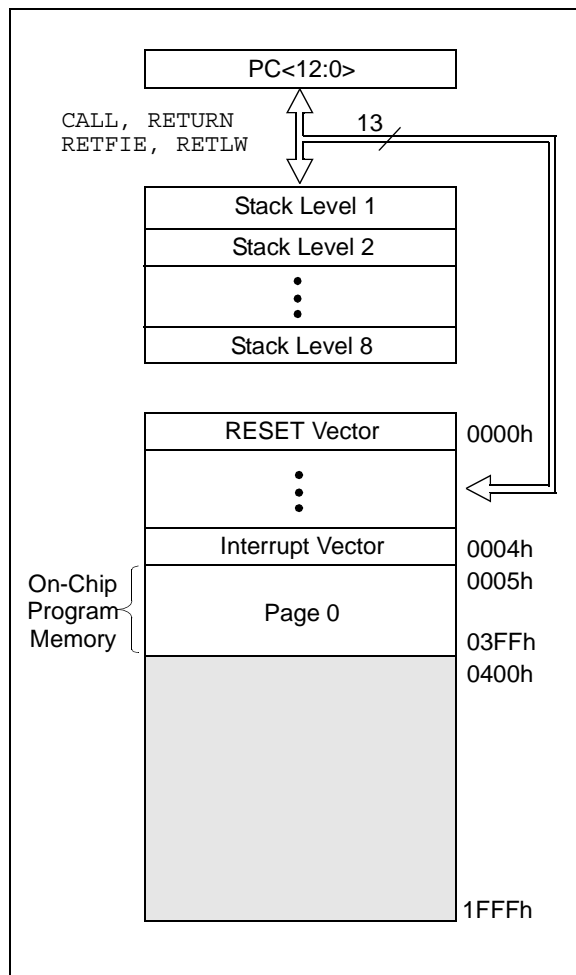 PC<12:0>
CALL, RETURN
RETFIE, RETLW
13
Stack Level 1
Stack Level 2
Stack Level 8
RESET Vector
0000h
Interrupt Vector
0004h
On-Chip
Program
Memory
0005h
Page 0
03FFh
0400h
1FFFh